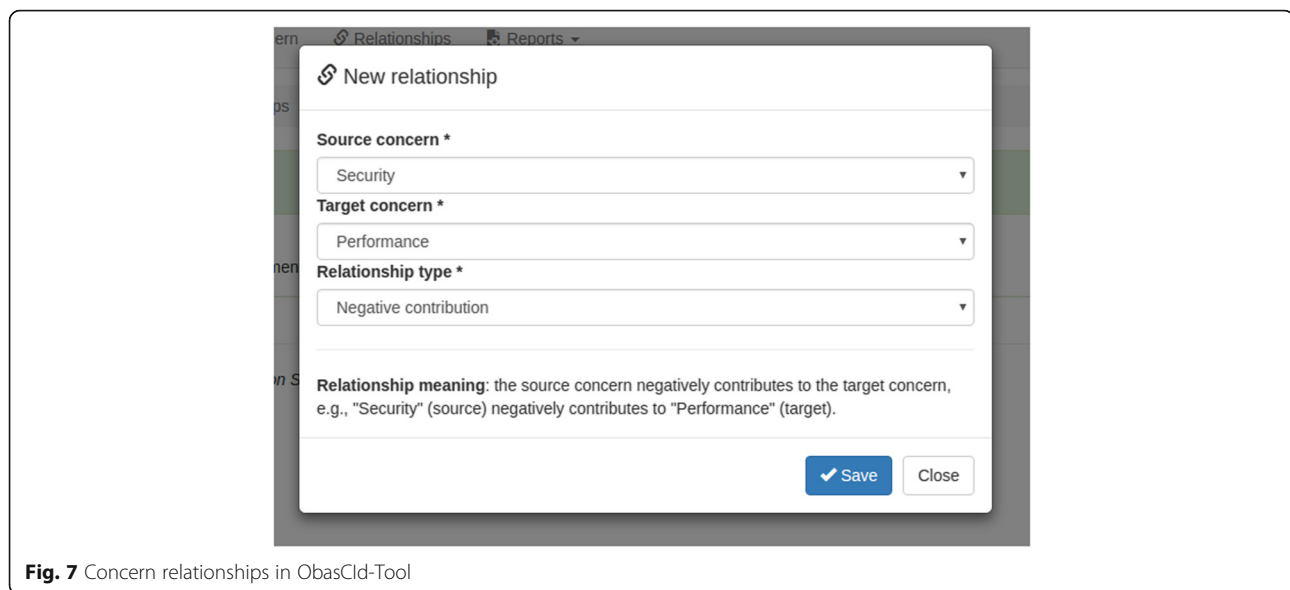 ern Relationships Reports
New relationship
ps
Source concern *
Security
Target concern *
Performance
men
Relationship type *
Negative contribution
on S
Relationship meaning: the source concern negatively contributes to the target concern,
e.g., "Security" (source) negatively contributes to "Performance" (target).
Save Close
Fig. 7 Concern relationships in ObasCId-Tool